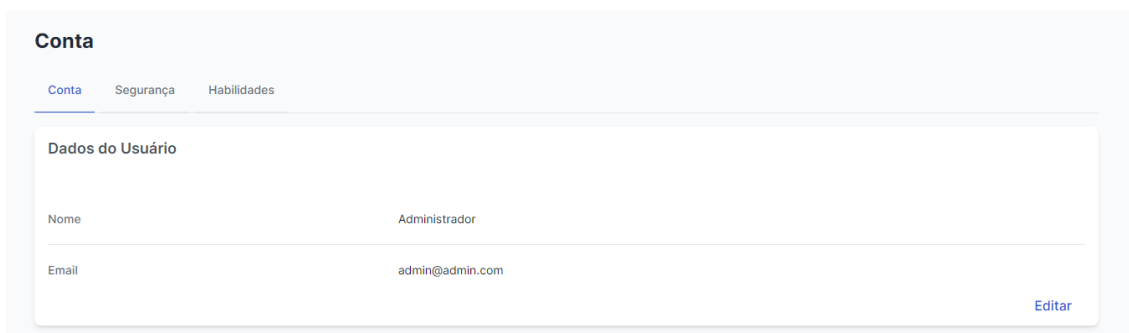 Conta
Conta Segurança Habilidades
Dados do Usuário
Nome Administrador
Email admin@admin.com
Editar